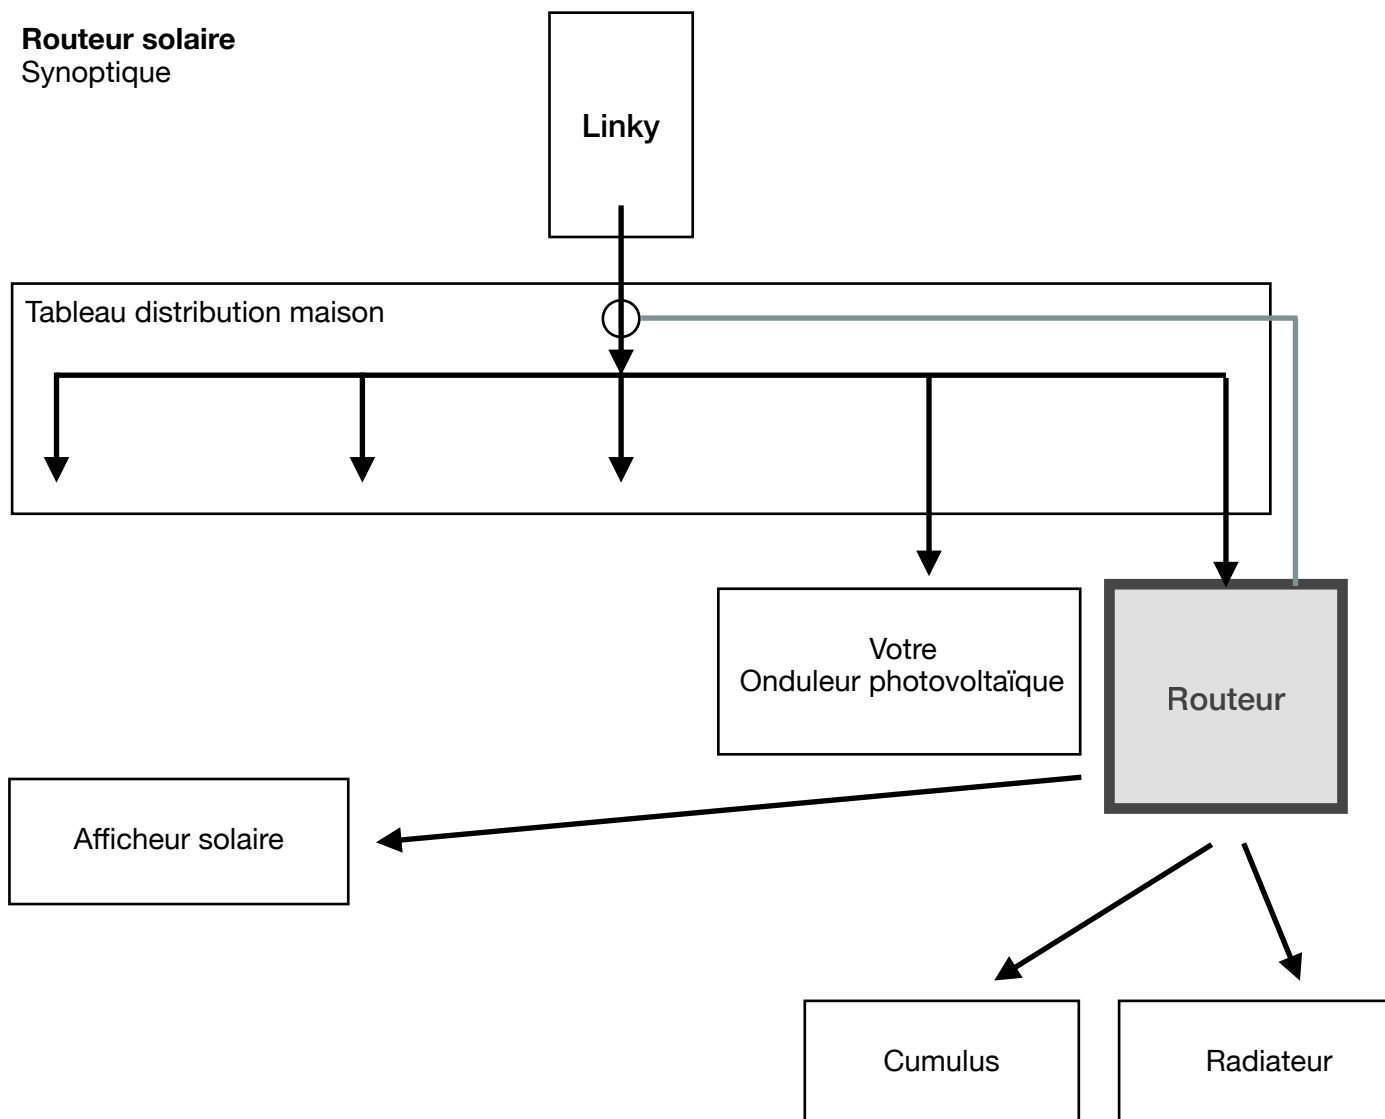 Routeur solaire
Synoptique
Linky
Tableau distribution maison
Votre
Onduleur photovoltaïque
Routeur
Afficheur solaire
Cumulus
Radiateur